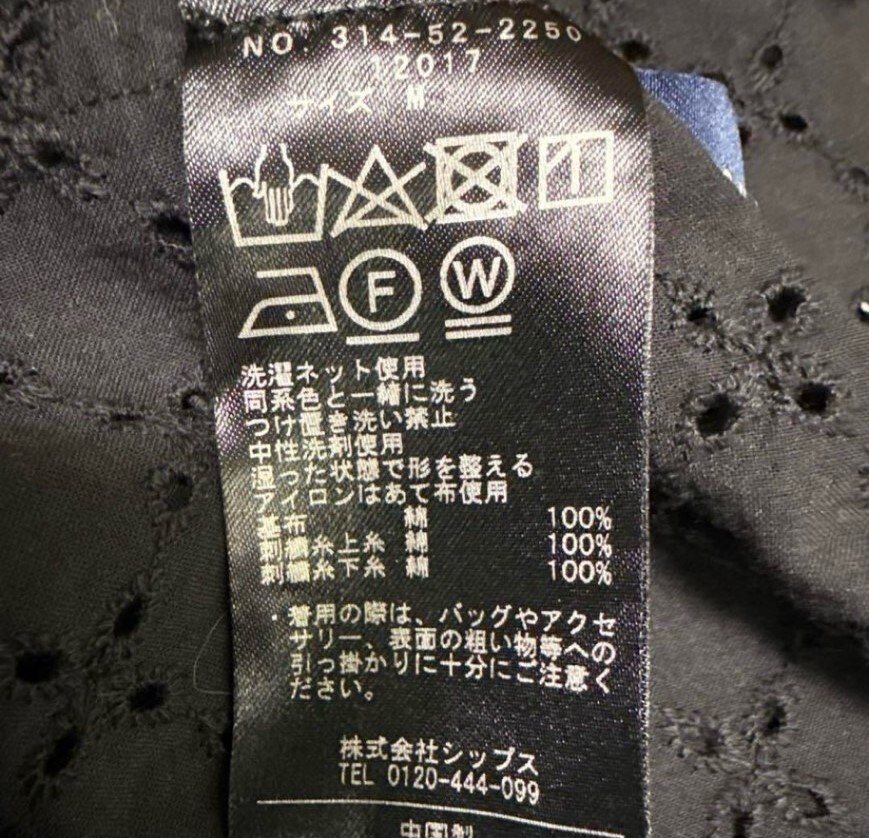 NO. 314-52-2250
12017
サイズ M
F W
洗濯ネット使用
同系色と一緒に洗う
つけ置き洗い禁止
中性洗剤使用
湿った状態で形を整える
アイロンはあて布使用
基布 綿 100%
刺繍糸上糸 綿 100%
刺繍糸下糸 綿 100%
・着用の際は、バッグやアクセ
サリー、表面の粗い物等への
引っ掛かりに十分にご注意く
ださい。
株式会社シップス
TEL 0120-444-099
中国製